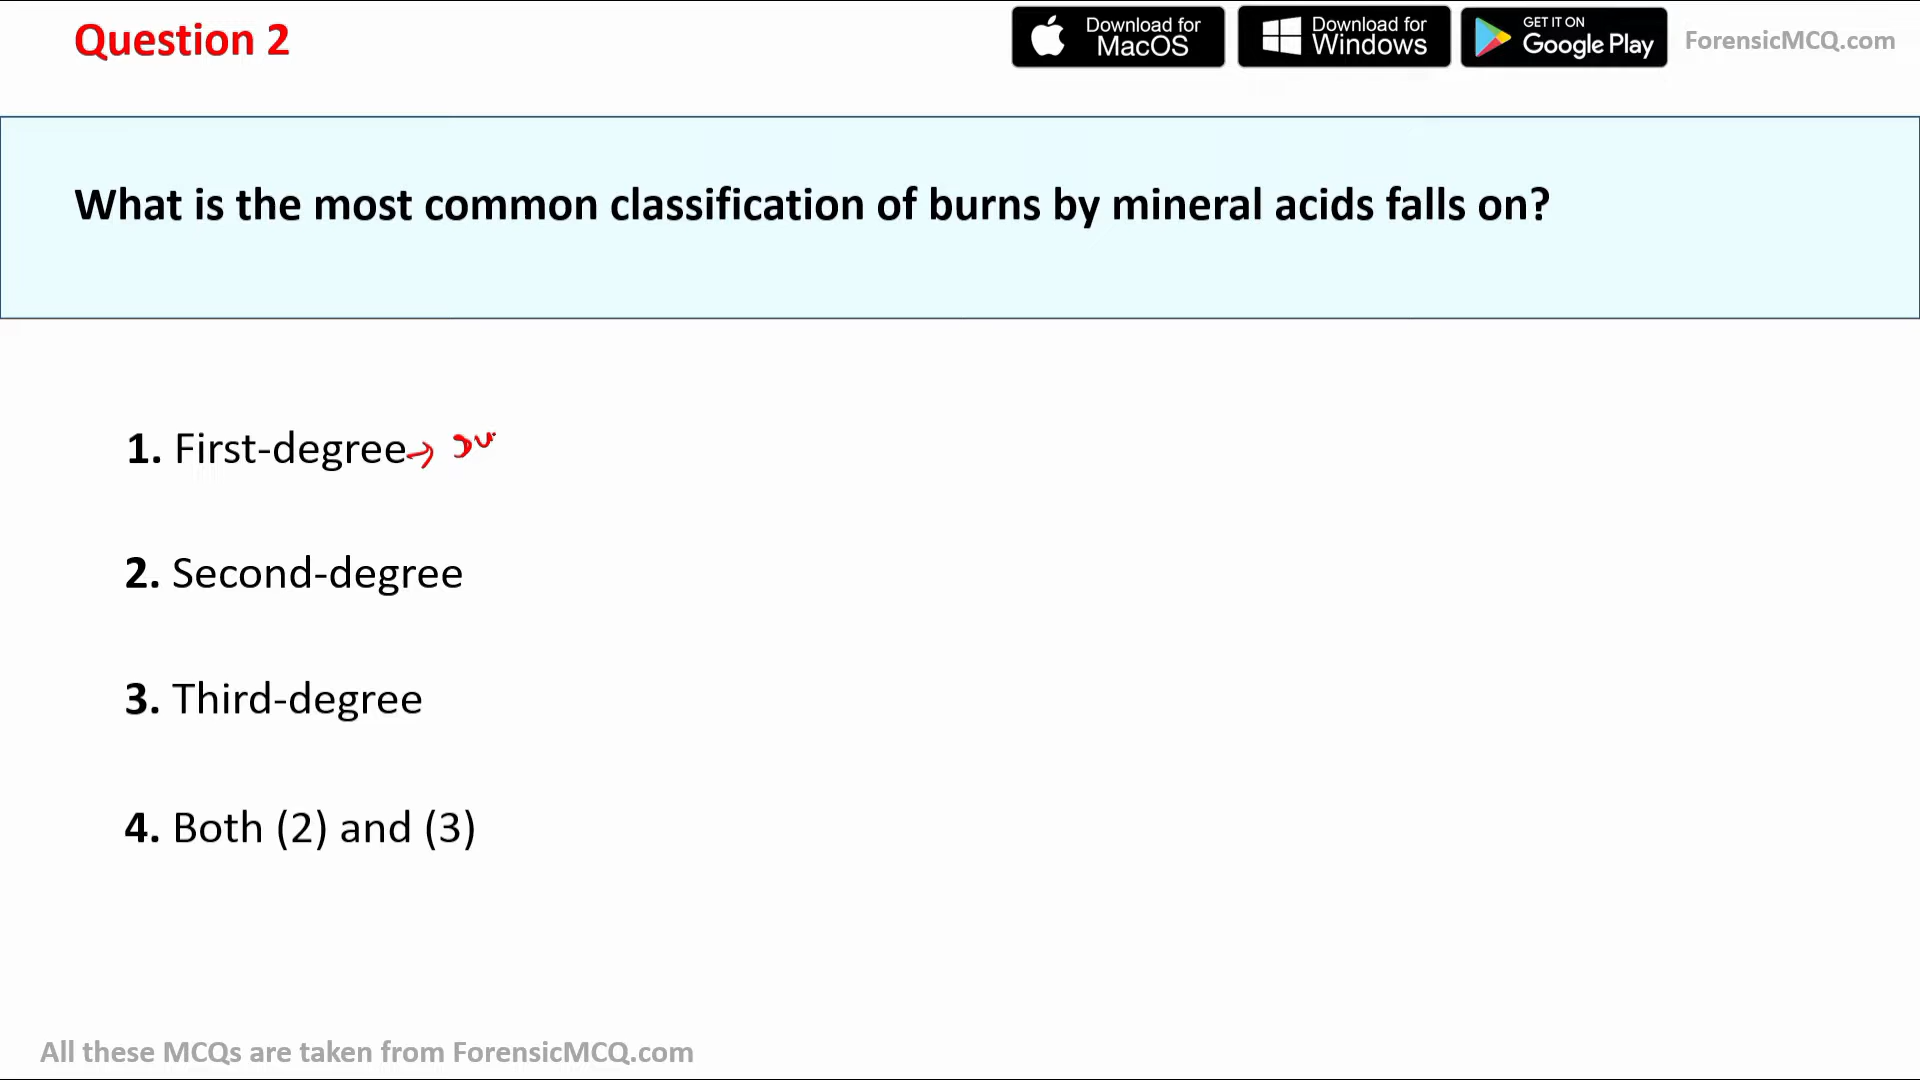 Question 2
Download for MacOS
Download for Windows
GET IT ON Google Play
ForensicMCQ.com
What is the most common classification of burns by mineral acids falls on?
1. First-degree
2. Second-degree
3. Third-degree
4. Both (2) and (3)
All these MCQs are taken from ForensicMCQ.com